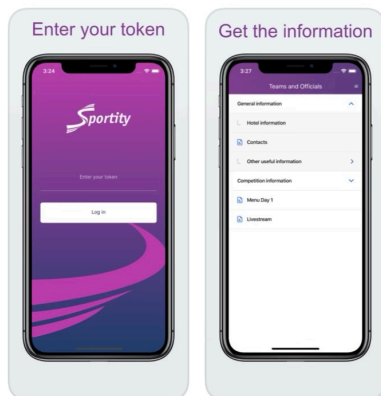 Enter your token
3:24
Sportity
Enter your token
Log in
Get the information
3:27
Teams and Officials
General information
Hotel information
Contacts
Other useful information
Competition information
Menu Day 1
Livestream